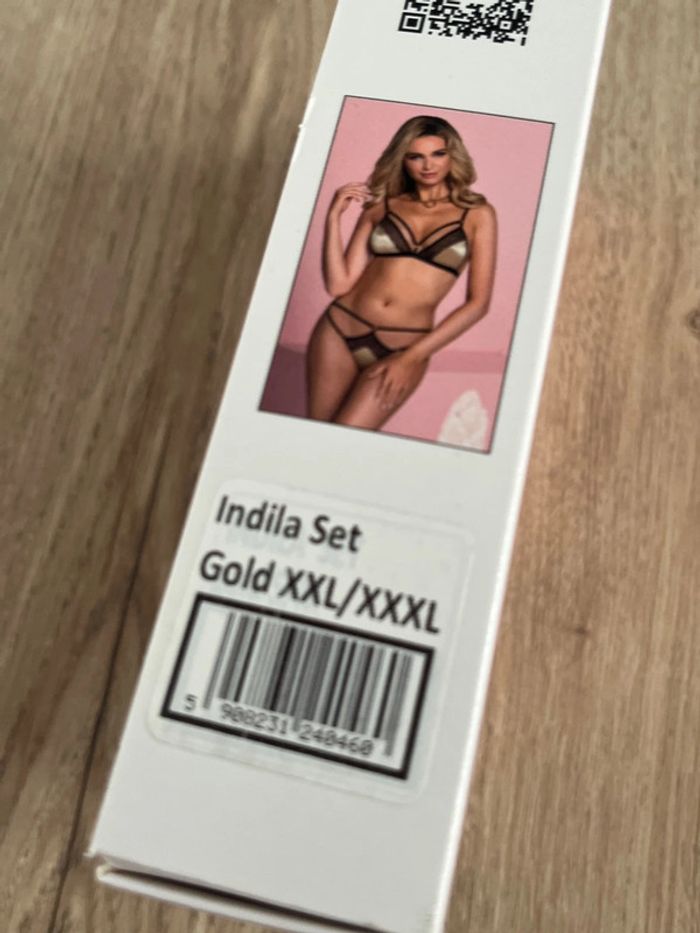 Indila Set
Gold XXL/XXXL
5 908231 240460